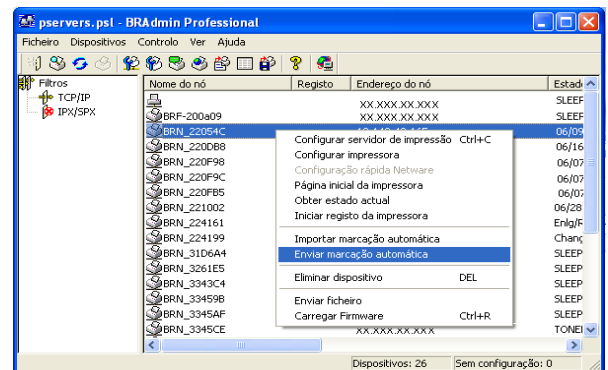 pservers.psl - BRAdmin Professional
Ficheiro Dispositivos Controlo Ver Ajuda
Filtros
TCP/IP
IPX/SPX
Nome do nó Registo Endereço do nó Estad
XX.XXX.XX.XXX SLEEF
BRF-200a09 XX.XXX.XX.XXX SLEEF
BRN_22054C 06/09
BRN_220DB8 06/16
BRN_220F98 06/07
BRN_220F9C 06/07
BRN_220FB5 06/07
BRN_221002 06/28
BRN_224161 Enlg/F
BRN_224199 Chang
BRN_31D6A4 SLEEP
BRN_3261E5 SLEEP
BRN_3343C4 SLEEP
BRN_33459B SLEEP
BRN_3345AF SLEEP
BRN_3345CE XX.XXX.XX.XXX TONEI
Configurar servidor de impressão Ctrl+C
Configurar impressora
Configuração rápida Netware
Página inicial da impressora
Obter estado actual
Iniciar registo da impressora
Importar marcação automática
Enviar marcação automática
Eliminar dispositivo DEL
Enviar ficheiro
Carregar Firmware Ctrl+R
Dispositivos: 26 Sem configuração: 0